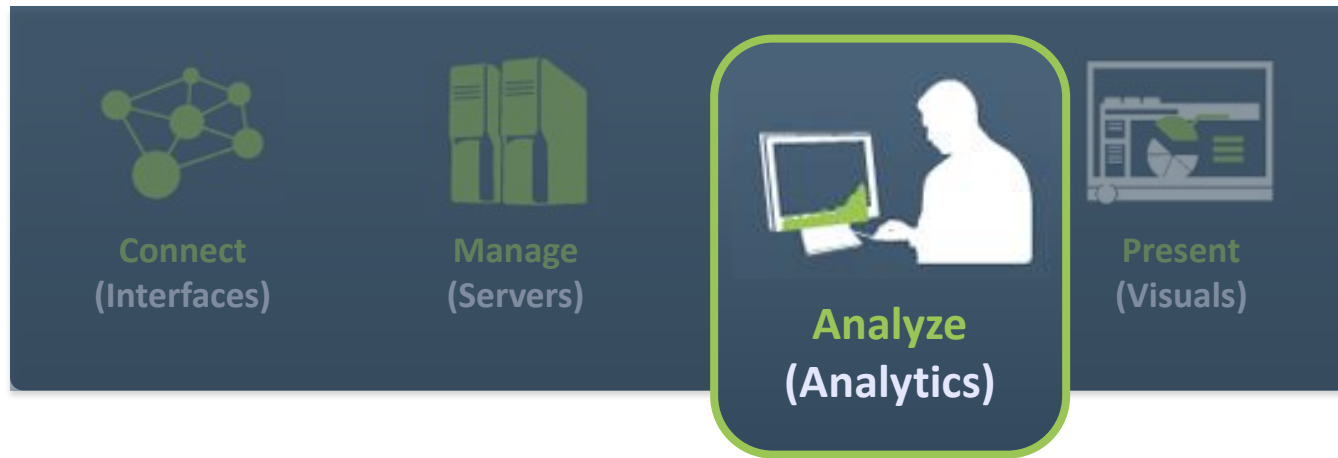 Connect
(Interfaces)
Manage
(Servers)
Analyze
(Analytics)
Present
(Visuals)